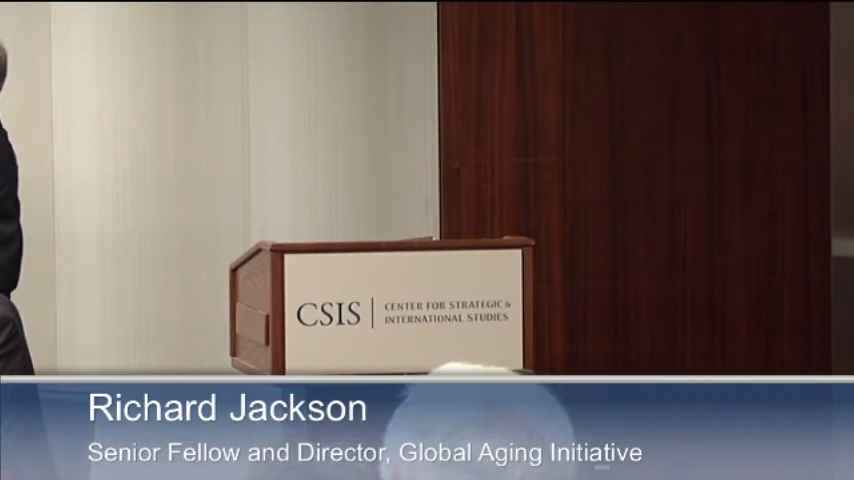 CSIS
CENTER FOR STRATEGIC &
INTERNATIONAL STUDIES
Richard Jackson
Senior Fellow and Director, Global Aging Initiative